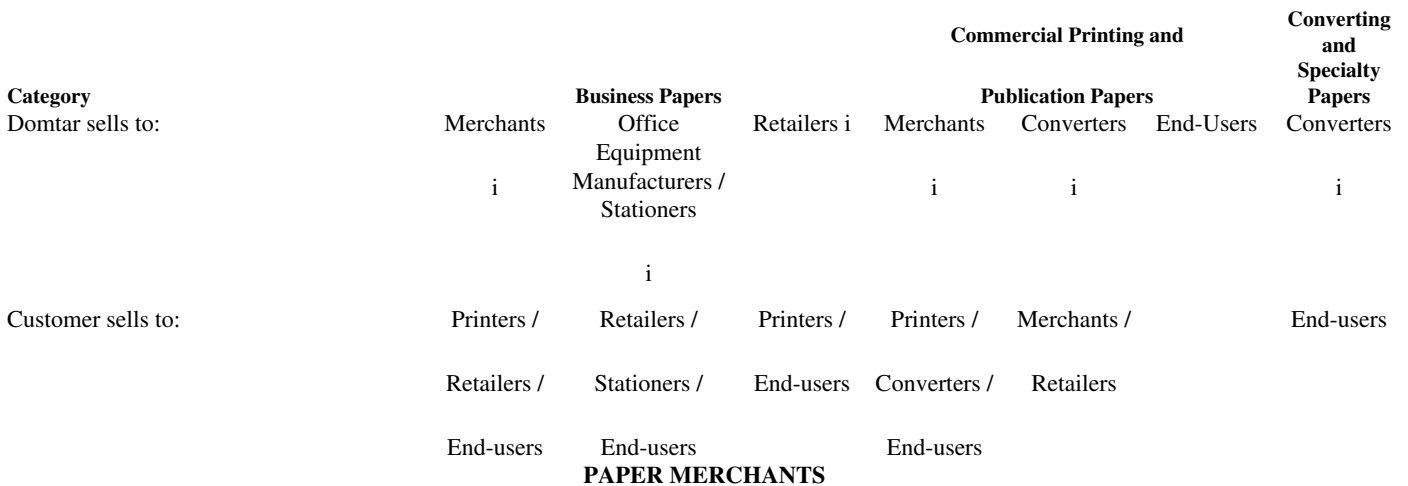 Converting
Commercial Printing and and
Specialty
Category Business Papers Publication Papers Papers
Domtar sells to: Merchants Office Retailers i Merchants Converters End-Users Converters
Equipment
i Manufacturers / i i i
Stationers
i
Customer sells to: Printers / Retailers / Printers / Printers / Merchants / End-users
Retailers / Stationers / End-users Converters / Retailers
End-users End-users End-users
PAPER MERCHANTS